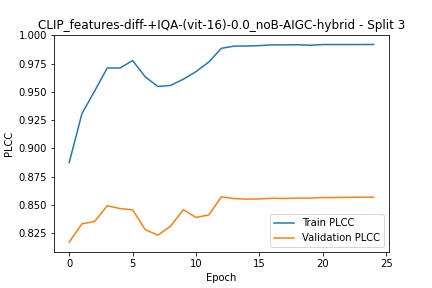 CLIP_features-diff-+IQA-(vit-16)-0.0_noB-AIGC-hybrid - Split 3
1.000
0.975
0.950
0.925
0.900
0.875
0.850
0.825
PLCC
Train PLCC
Validation PLCC
0 5 10 15 20 25
Epoch